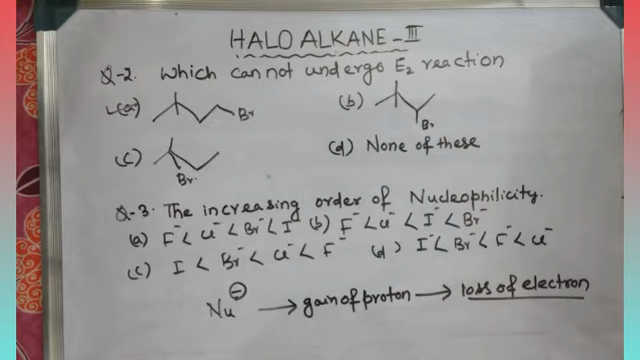 HALO ALKANE - III
Q-2. Which can not undergo E2 reaction
(a) Br (b) Br
(c) Br. (d) None of these
Q-3. The increasing order of Nucleophilicity.
(a) F⁻ < Cl⁻ < Br⁻ < I⁻ (b) F⁻ < Cl⁻ < I⁻ < Br⁻
(c) I < Br⁻ < Cl⁻ < F⁻ (d) I⁻ < Br⁻ < F⁻ < Cl⁻
Nu⊖ → gain of proton → loss of electron